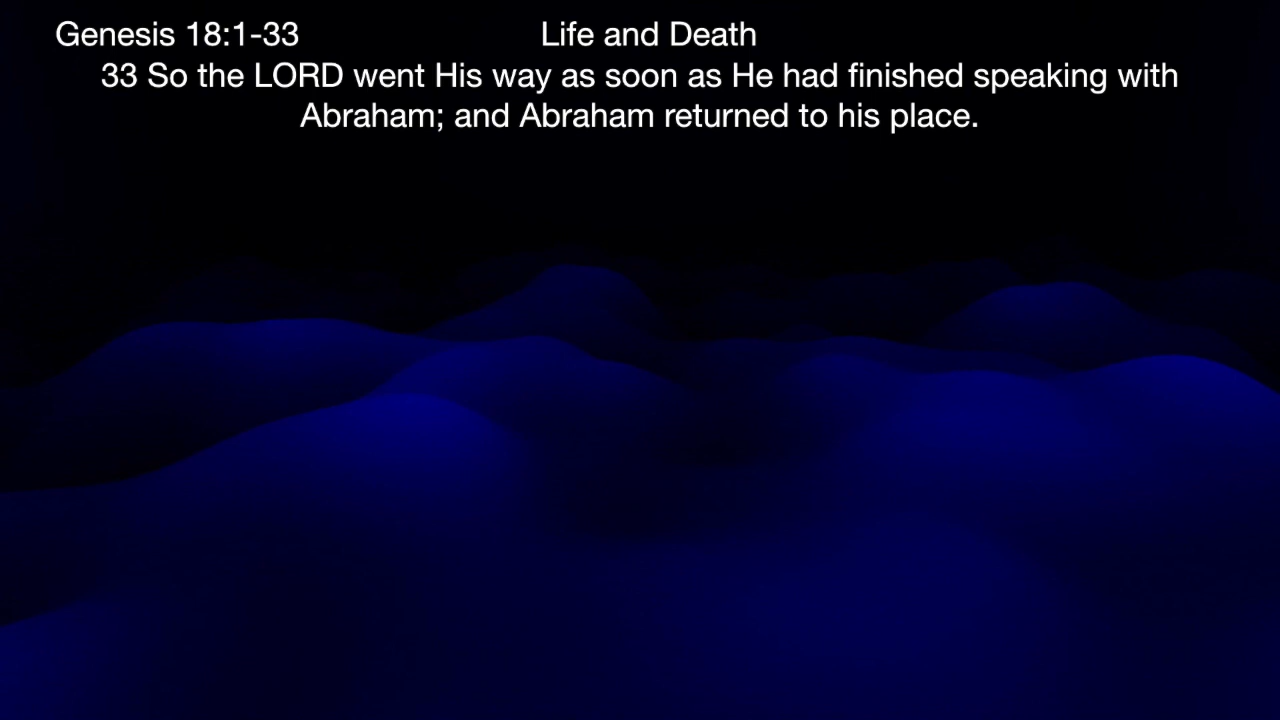 Genesis 18:1-33 Life and Death
33 So the LORD went His way as soon as He had finished speaking with
Abraham; and Abraham returned to his place.